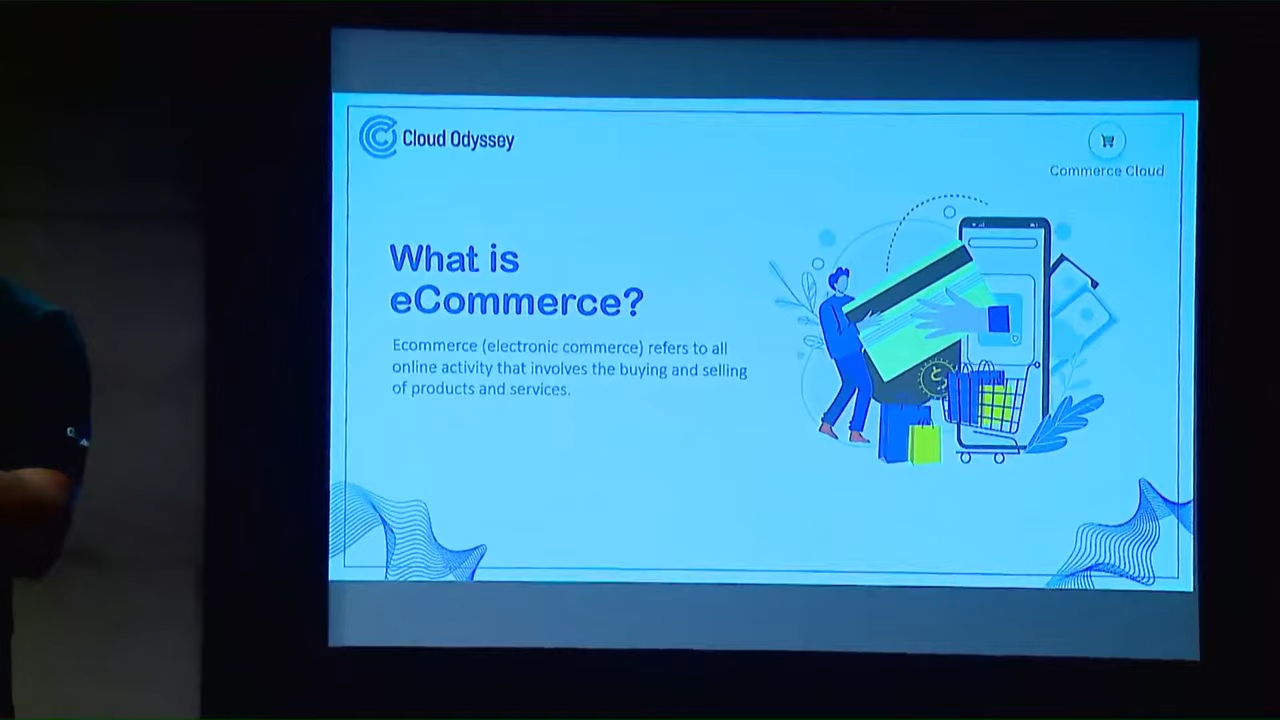 Cloud Odyssey
Commerce Cloud
What is
eCommerce?
Ecommerce (electronic commerce) refers to all
online activity that involves the buying and selling
of products and services.